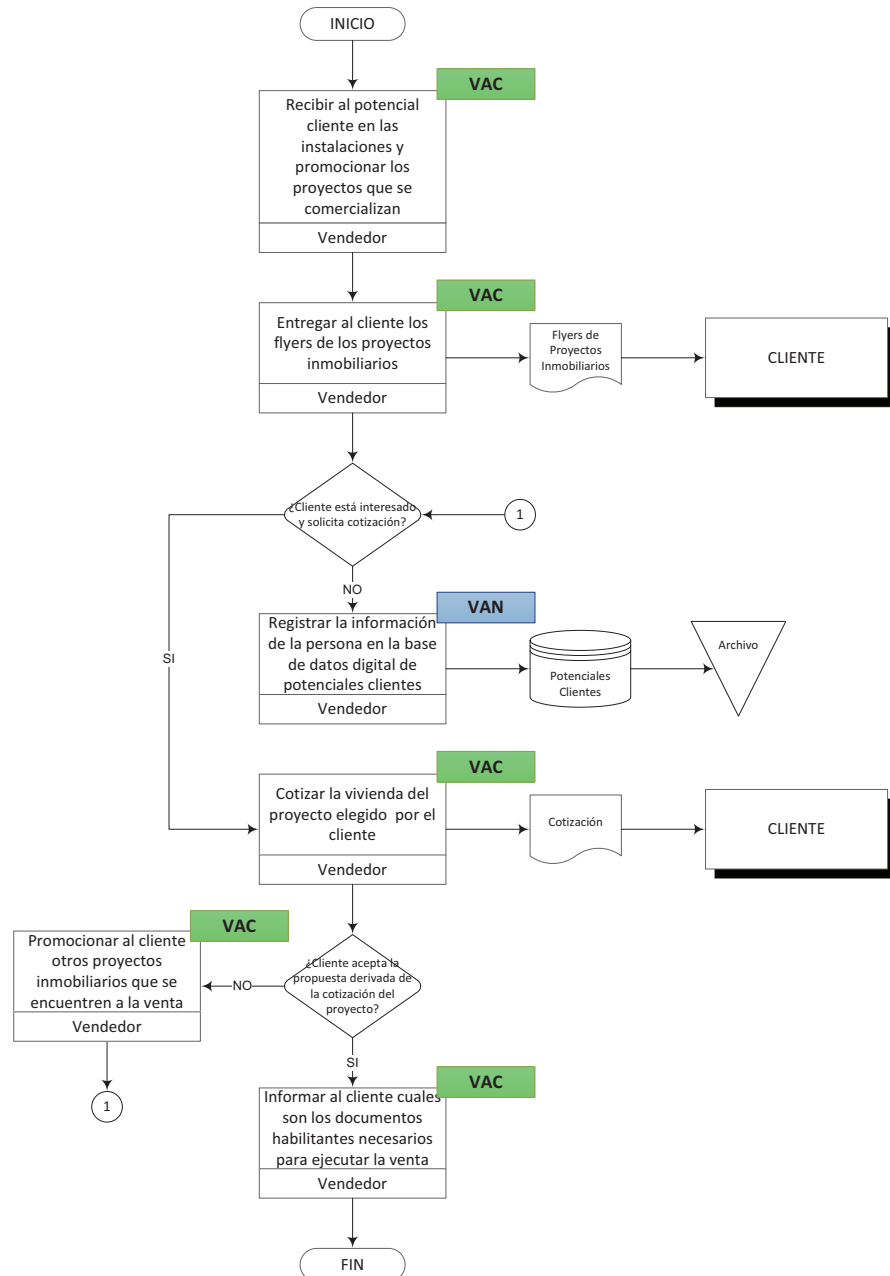 INICIO
VAC
Recibir al potencial
cliente en las
instalaciones y
promocionar los
proyectos que se
comercializan
Vendedor
VAC
Entregar al cliente los
flyers de los proyectos
inmobiliarios
Vendedor
Flyers de
Proyectos
Inmobiliarios
CLIENTE
¿Cliente está interesado
y solicita cotización?
1
NO
SI
VAN
Registrar la información
de la persona en la base
de datos digital de
potenciales clientes
Vendedor
Potenciales
Clientes
Archivo
VAC
Cotizar la vivienda del
proyecto elegido por el
cliente
Vendedor
Cotización
CLIENTE
VAC
Promocionar al cliente
otros proyectos
inmobiliarios que se
encuentren a la venta
Vendedor
NO
¿Cliente acepta la
propuesta derivada de
la cotización del
proyecto?
1
SI
VAC
Informar al cliente cuales
son los documentos
habilitantes necesarios
para ejecutar la venta
Vendedor
FIN